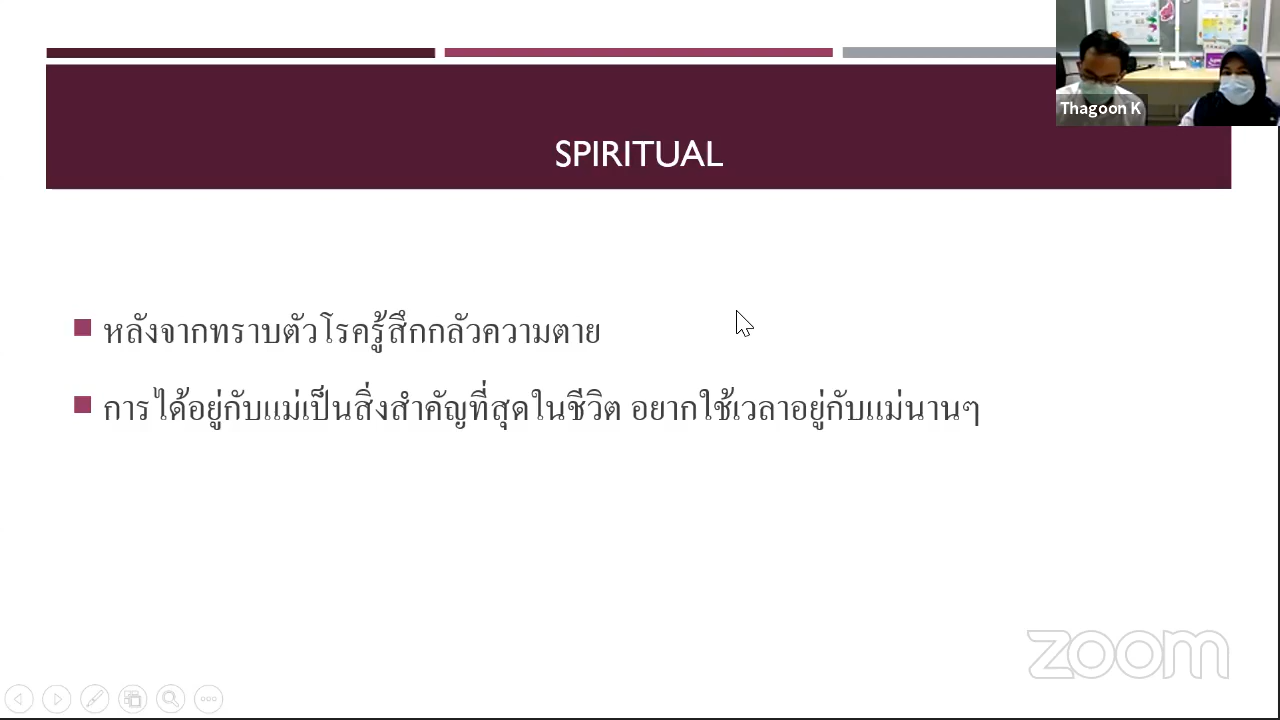 Thagoon K
SPIRITUAL
หลังจากทราบตัวโรครู้สึกกลัวความตาย
การได้อยู่กับแม่เป็นสิ่งสำคัญที่สุดในชีวิต อยากใช้เวลาอยู่กับแม่นานๆ
zoom